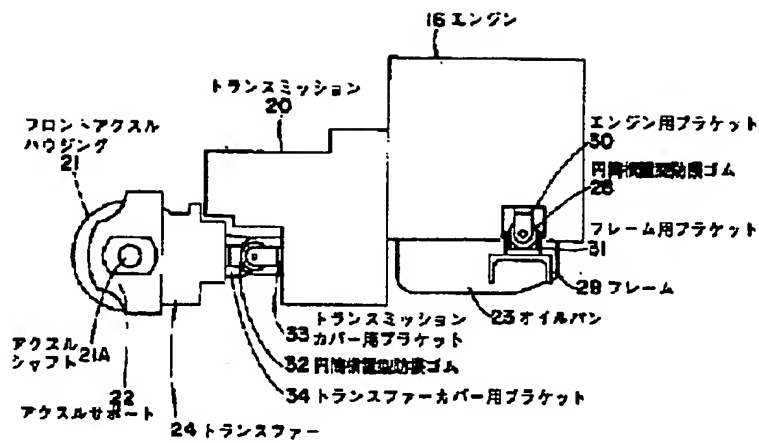 16 エンジン
トランスミッション
20
フロントアクスル
ハウジング
21
エンジン用ブラケット
30
円筒横置型防振ゴム
28
フレーム用ブラケット
31
29 フレーム
23 オイルパン
33 トランスミッション
カバー用ブラケット
32 円筒横置型防振ゴム
34 トランスファーカバー用ブラケット
アクスル
シャフト 21A
22
アクスルサポート
24 トランスファー